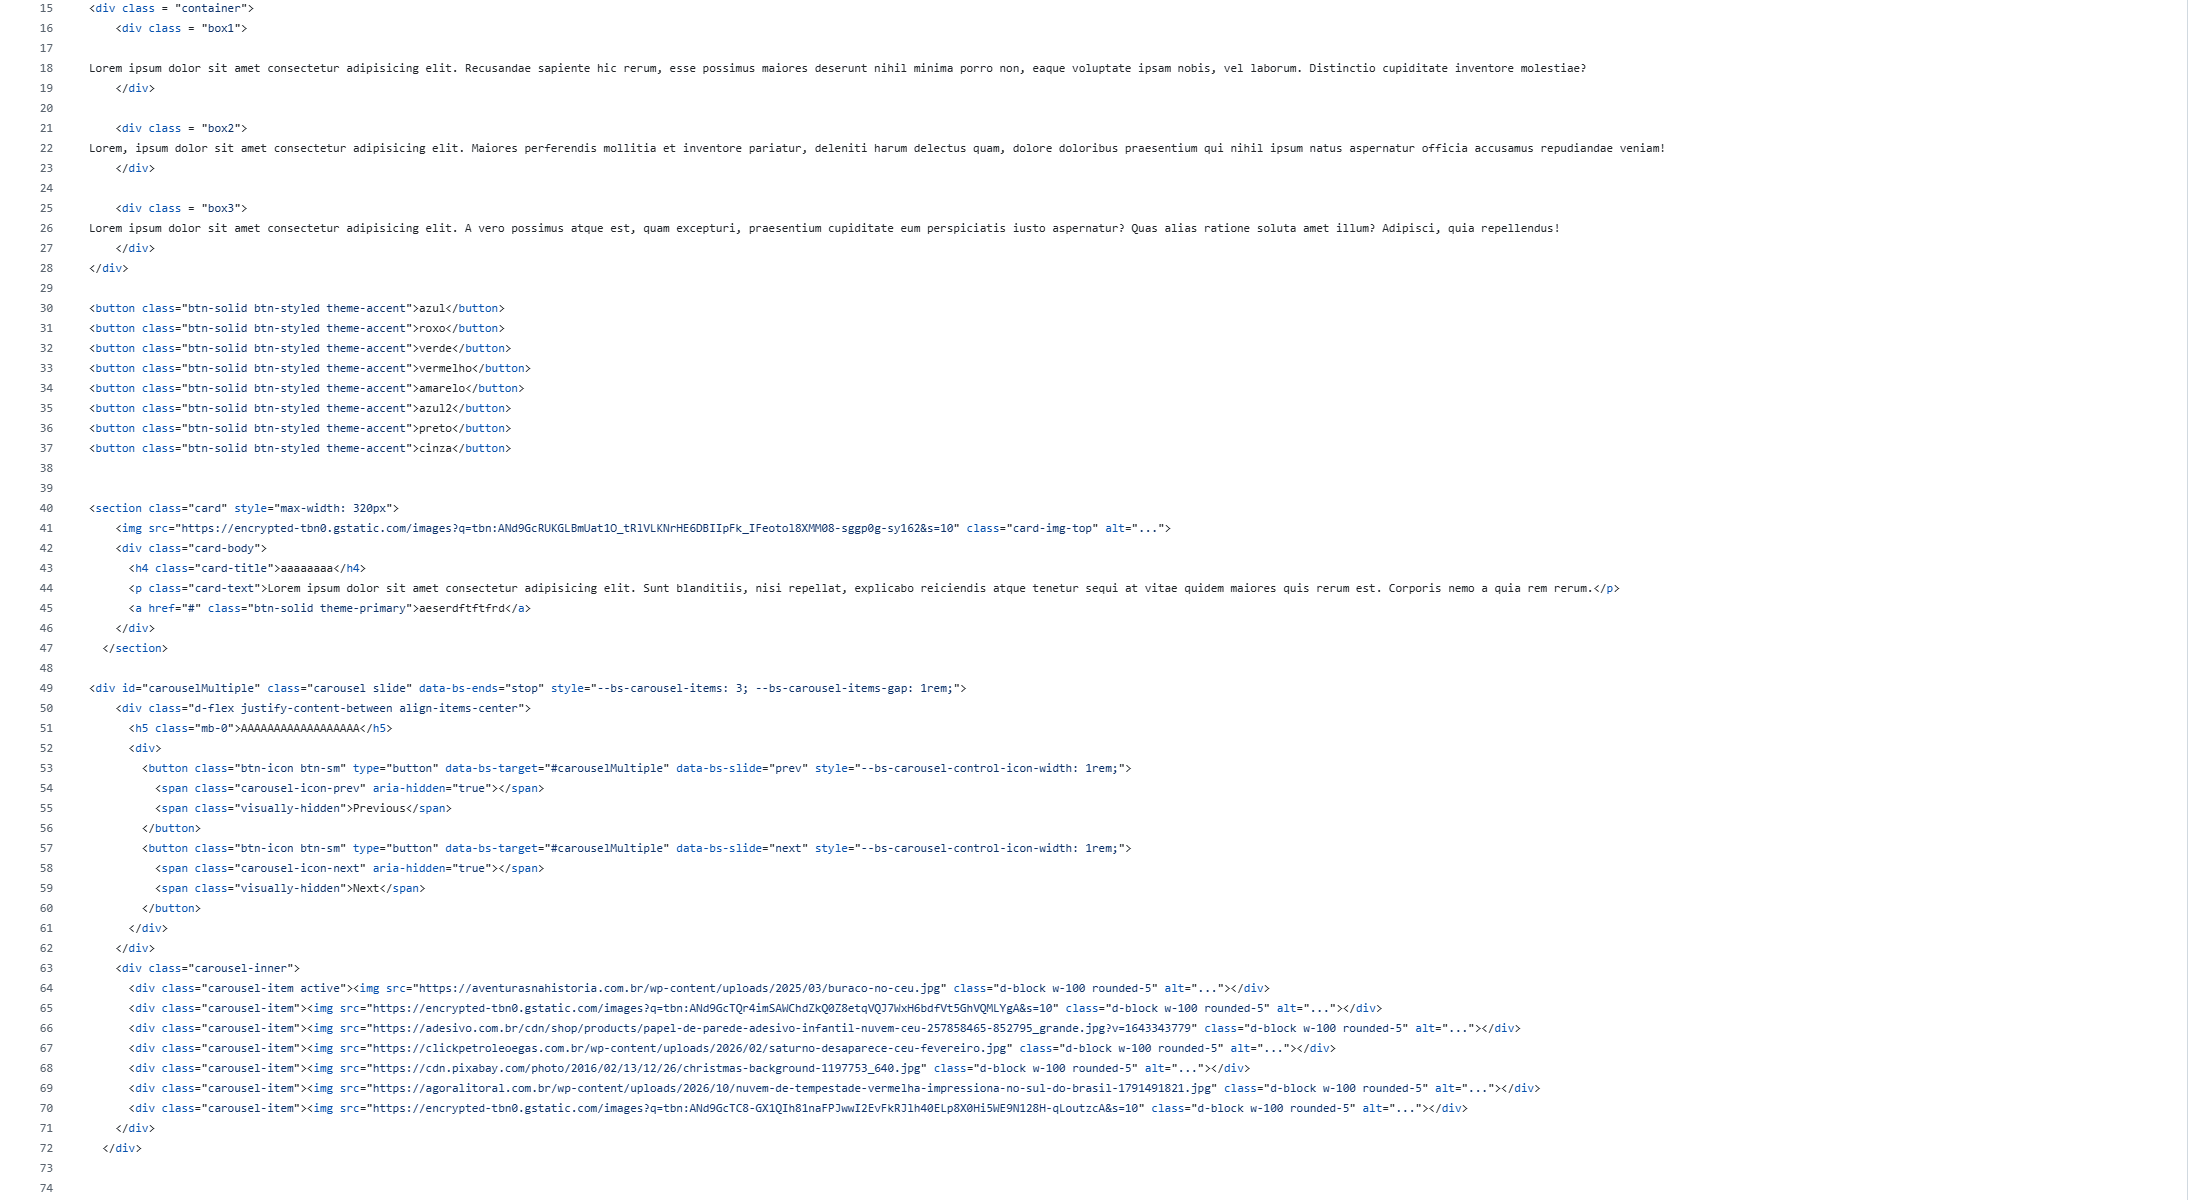 15 <div class = "container">
16 <div class = "box1">
17
18 Lorem ipsum dolor sit amet consectetur adipisicing elit. Recusandae sapiente hic rerum, esse possimus maiores deserunt nihil minima porro non, eaque voluptate ipsam nobis, vel laborum. Distinctio cupiditate inventore molestiae?
19 </div>
20
21 <div class = "box2">
22 Lorem, ipsum dolor sit amet consectetur adipisicing elit. Maiores perferendis mollitia et inventore pariatur, deleniti harum delectus quam, dolore doloribus praesentium qui nihil ipsum natus aspernatur officia accusamus repudiandae veniam!
23 </div>
24
25 <div class = "box3">
26 Lorem ipsum dolor sit amet consectetur adipisicing elit. A vero possimus atque est, quam excepturi, praesentium cupiditate eum perspiciatis iusto aspernatur? Quas alias ratione soluta amet illum? Adipisci, quia repellendus!
27 </div>
28 </div>
29
30 <button class="btn-solid btn-styled theme-accent">azul</button>
31 <button class="btn-solid btn-styled theme-accent">roxo</button>
32 <button class="btn-solid btn-styled theme-accent">verde</button>
33 <button class="btn-solid btn-styled theme-accent">vermelho</button>
34 <button class="btn-solid btn-styled theme-accent">amarelo</button>
35 <button class="btn-solid btn-styled theme-accent">azul2</button>
36 <button class="btn-solid btn-styled theme-accent">preto</button>
37 <button class="btn-solid btn-styled theme-accent">cinza</button>
38
39
40 <section class="card" style="max-width: 320px">
41 <img src="https://encrypted-tbn0.gstatic.com/images?q=tbn:ANd9GcRUKGLBmUat1O_tRlVLKNrHE6DBIIpFk_IFeotol8XMM08-sggp0g-sy162&s=10" class="card-img-top" alt="...">
42 <div class="card-body">
43 <h4 class="card-title">aaaaaaaa</h4>
44 <p class="card-text">Lorem ipsum dolor sit amet consectetur adipisicing elit. Sunt blanditiis, nisi repellat, explicabo reiciendis atque tenetur sequi at vitae quidem maiores quis rerum est. Corporis nemo a quia rem rerum.</p>
45 <a href="#" class="btn-solid theme-primary">aeserdftftfrd</a>
46 </div>
47 </section>
48
49 <div id="carouselMultiple" class="carousel slide" data-bs-ends="stop" style="--bs-carousel-items: 3; --bs-carousel-items-gap: 1rem;">
50 <div class="d-flex justify-content-between align-items-center">
51 <h5 class="mb-0">AAAAAAAAAAAAAAAAAA</h5>
52 <div>
53 <button class="btn-icon btn-sm" type="button" data-bs-target="#carouselMultiple" data-bs-slide="prev" style="--bs-carousel-control-icon-width: 1rem;">
54 <span class="carousel-icon-prev" aria-hidden="true"></span>
55 <span class="visually-hidden">Previous</span>
56 </button>
57 <button class="btn-icon btn-sm" type="button" data-bs-target="#carouselMultiple" data-bs-slide="next" style="--bs-carousel-control-icon-width: 1rem;">
58 <span class="carousel-icon-next" aria-hidden="true"></span>
59 <span class="visually-hidden">Next</span>
60 </button>
61 </div>
62 </div>
63 <div class="carousel-inner">
64 <div class="carousel-item active"><img src="https://aventurasnahistoria.com.br/wp-content/uploads/2025/03/buraco-no-ceu.jpg" class="d-block w-100 rounded-5" alt="..."></div>
65 <div class="carousel-item"><img src="https://encrypted-tbn0.gstatic.com/images?q=tbn:ANd9GcTQr4imSAWChdZkQ0Z8etqVQJ7WxH6bdfVt5GhVQMLYgA&s=10" class="d-block w-100 rounded-5" alt="..."></div>
66 <div class="carousel-item"><img src="https://adesivo.com.br/cdn/shop/products/papel-de-parede-adesivo-infantil-nuvem-ceu-257858465-852795_grande.jpg?v=1643343779" class="d-block w-100 rounded-5" alt="..."></div>
67 <div class="carousel-item"><img src="https://clickpetroleoegas.com.br/wp-content/uploads/2026/02/saturno-desaparece-ceu-fevereiro.jpg" class="d-block w-100 rounded-5" alt="..."></div>
68 <div class="carousel-item"><img src="https://cdn.pixabay.com/photo/2016/02/13/12/26/christmas-background-1197753_640.jpg" class="d-block w-100 rounded-5" alt="..."></div>
69 <div class="carousel-item"><img src="https://agoralitoral.com.br/wp-content/uploads/2026/10/nuvem-de-tempestade-vermelha-impressiona-no-sul-do-brasil-1791491821.jpg" class="d-block w-100 rounded-5" alt="..."></div>
70 <div class="carousel-item"><img src="https://encrypted-tbn0.gstatic.com/images?q=tbn:ANd9GcTC8-GX1QIh81naFPJwwI2EvFkRJlh40ELp8X0Hi5WE9N128H-qLoutzcA&s=10" class="d-block w-100 rounded-5" alt="..."></div>
71 </div>
72 </div>
73
74